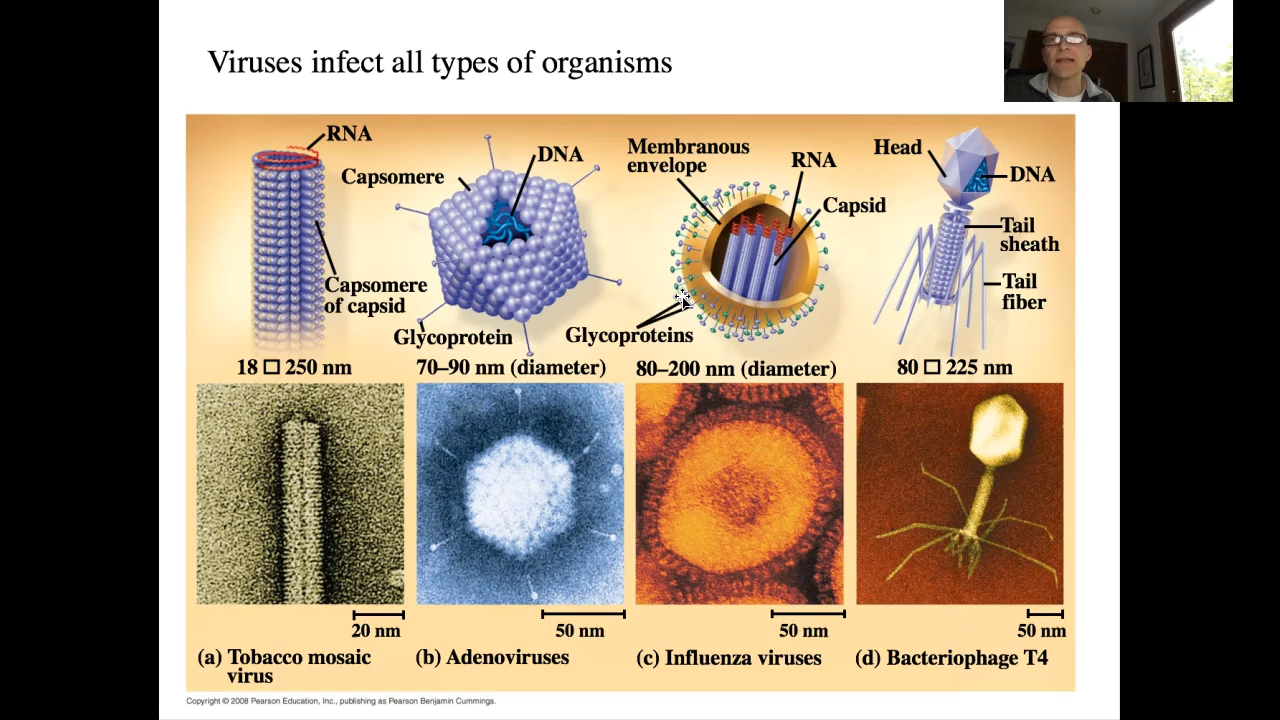 Viruses infect all types of organisms
RNA
Capsomere
of capsid
18 □ 250 nm
Capsomere
DNA
Glycoprotein
70–90 nm (diameter)
Membranous
envelope
RNA
Capsid
Glycoproteins
80–200 nm (diameter)
Head
DNA
Tail
sheath
Tail
fiber
80 □ 225 nm
20 nm
50 nm
50 nm
50 nm
(a) Tobacco mosaic
virus
(b) Adenoviruses
(c) Influenza viruses
(d) Bacteriophage T4
Copyright © 2008 Pearson Education, Inc., publishing as Pearson Benjamin Cummings.